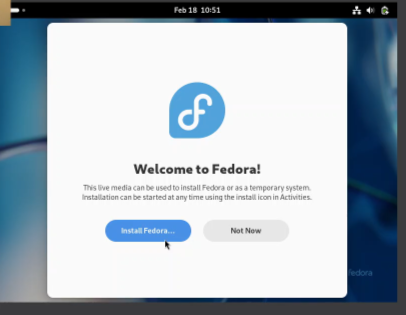 Feb 18 10:51
Welcome to Fedora!
This live media can be used to install Fedora or as a temporary system.
Installation can be started at any time using the install icon in Activities.
Install Fedora...
Not Now
fedora